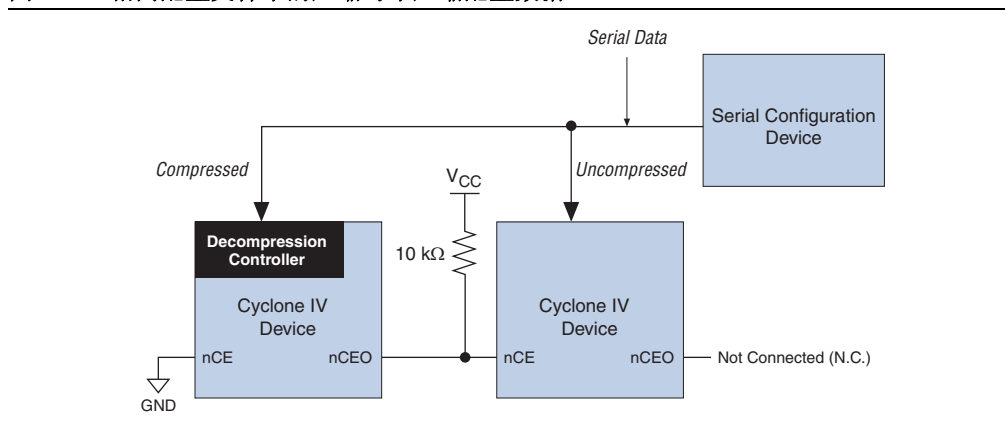 Serial Data
Serial Configuration
Device
Compressed
Uncompressed
VCC
10 kΩ
Decompression
Controller
Cyclone IV
Device
nCE
nCEO
Cyclone IV
Device
nCE
nCEO
Not Connected (N.C.)
GND